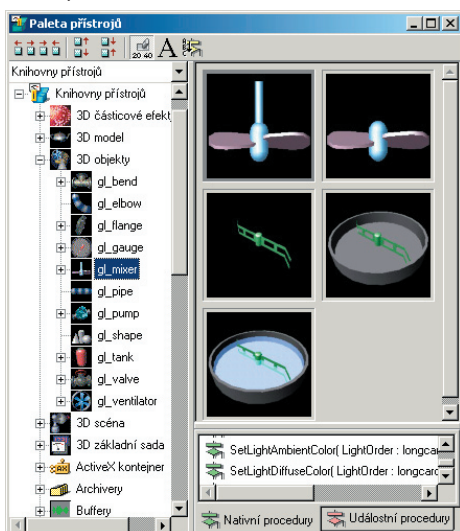 Paleta přístrojů
20 40 A
Knihovny přístrojů
Knihovny přístrojů
3D částicové efekt
3D model
3D objekty
gl_bend
gl_elbow
gl_flange
gl_gauge
gl_mixer
gl_pipe
gl_pump
gl_shape
gl_tank
gl_valve
gl_ventilator
3D scéna
3D základní sada
ActiveX kontejner
Archivery
Buffery
SetLightAmbientColor( LightOrder : longcar
SetLightDiffuseColor( LightOrder : longcard
Nativní procedury
Událostní procedury